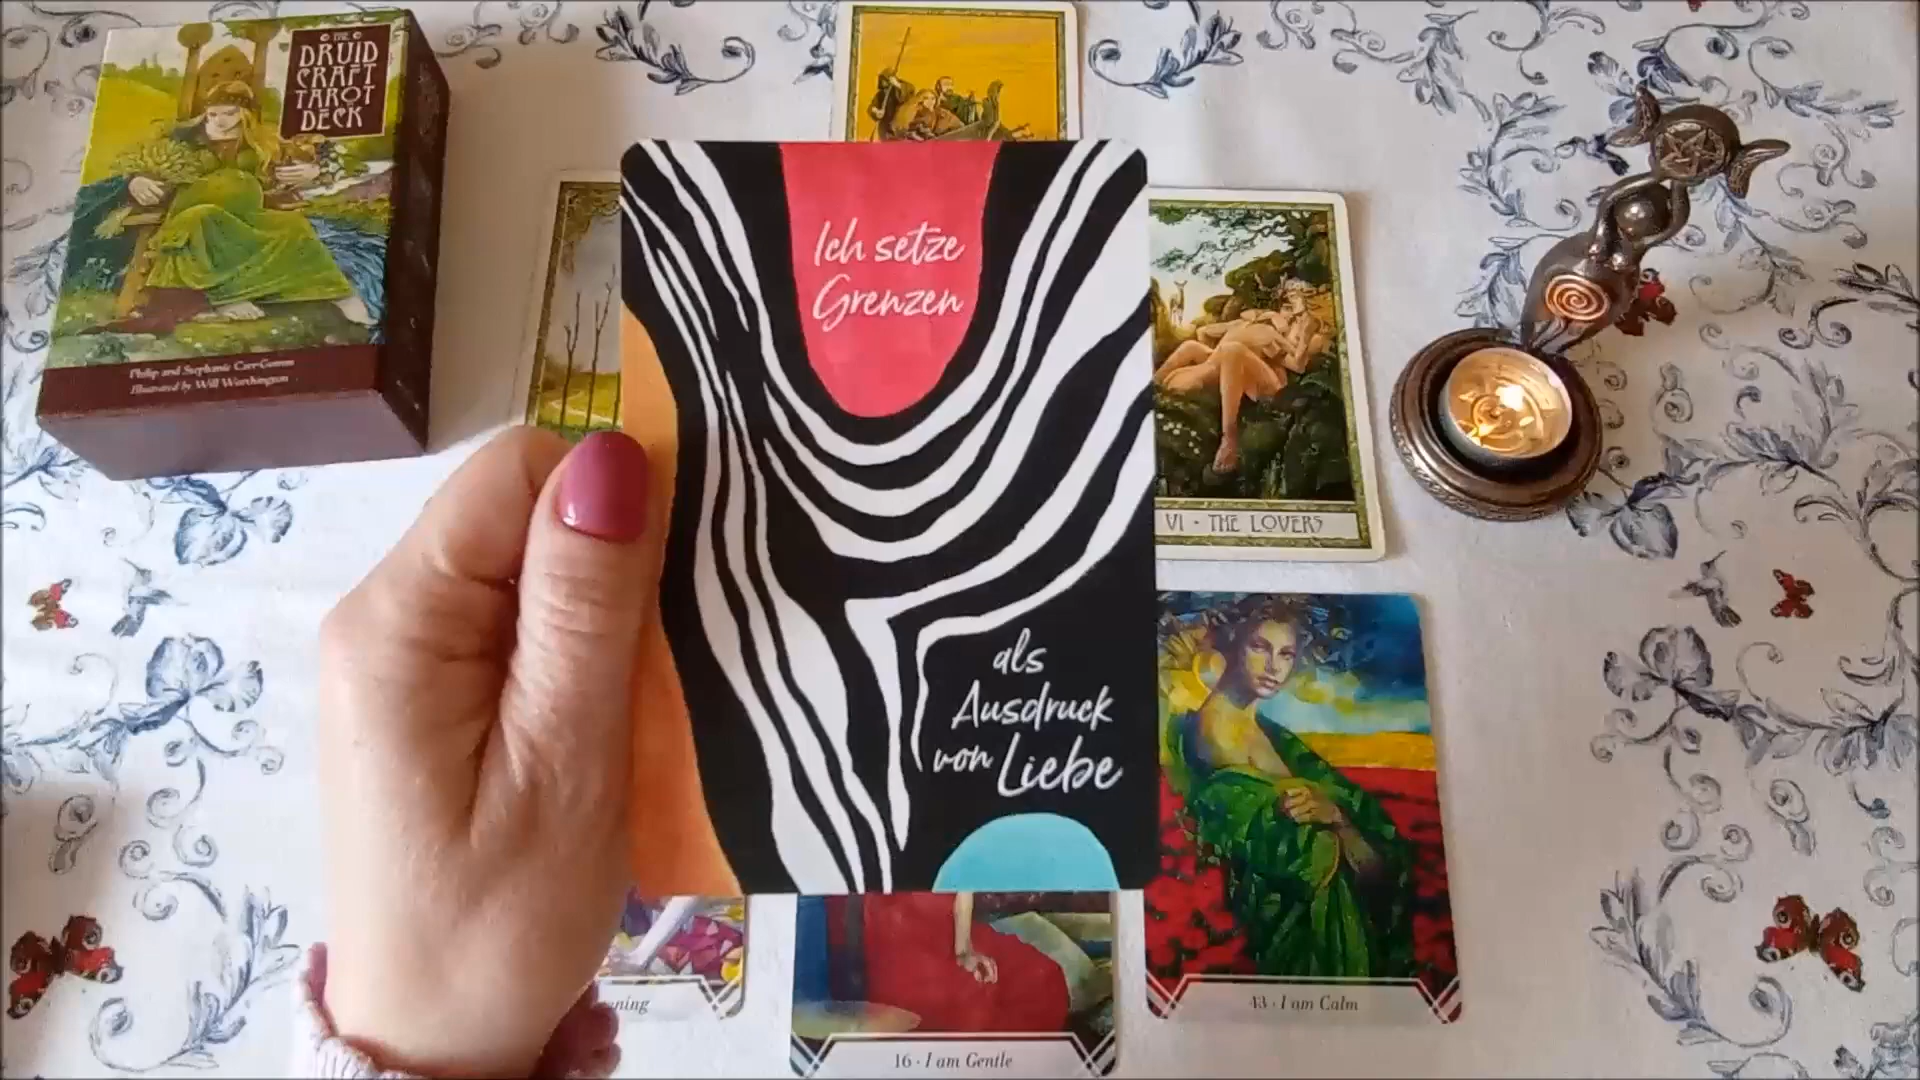 THE
DRUID
CRAFT
TAROT
DECK
Philip and Stephanie Carr-Gomm
Illustrated by Will Worthington
Ich setze
Grenzen
als
Ausdruck
von Liebe
VI · THE LOVERS
43 · I am Calm
16 · I am Gentle